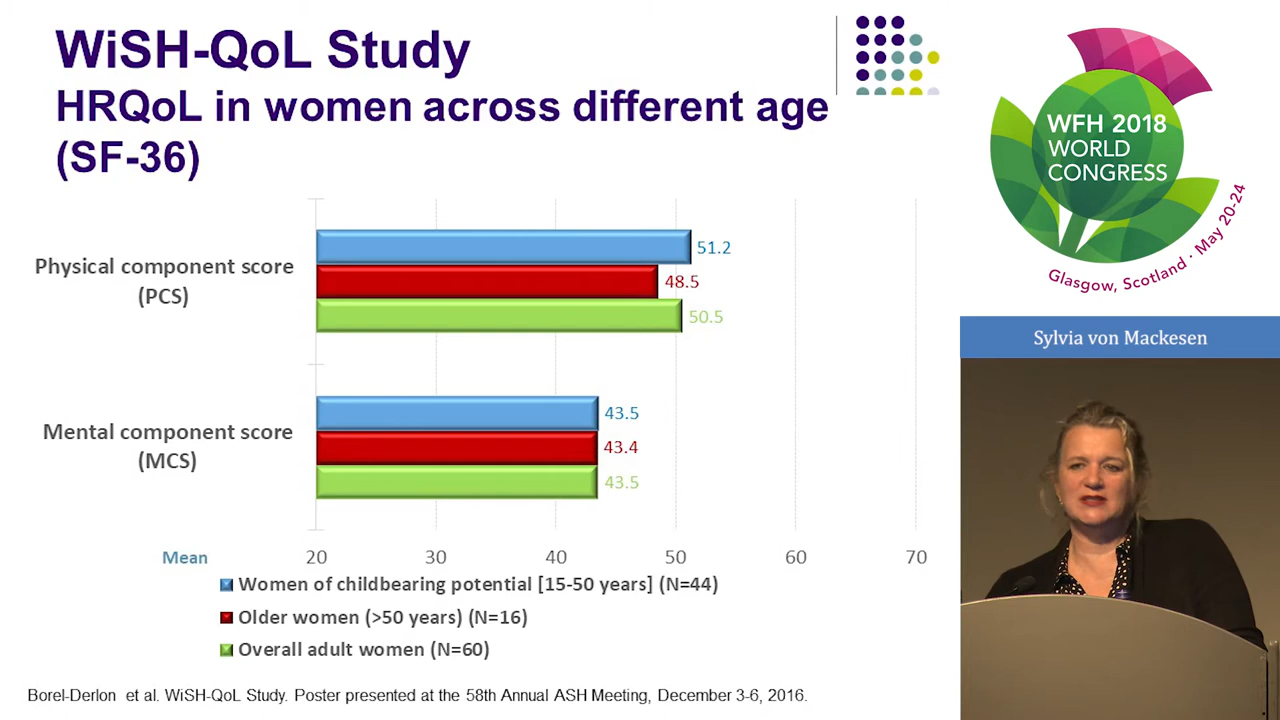 WiSH-QoL Study
HRQoL in women across different age
(SF-36)
Physical component score
(PCS)
51.2
48.5
50.5
Mental component score
(MCS)
43.5
43.4
43.5
Mean
20
30
40
50
60
70
Women of childbearing potential [15-50 years] (N=44)
Older women (>50 years) (N=16)
Overall adult women (N=60)
Borel-Derlon et al. WiSH-QoL Study. Poster presented at the 58th Annual ASH Meeting, December 3-6, 2016.
WFH 2018
WORLD
CONGRESS
Glasgow, Scotland · May 20-24
Sylvia von Mackesen